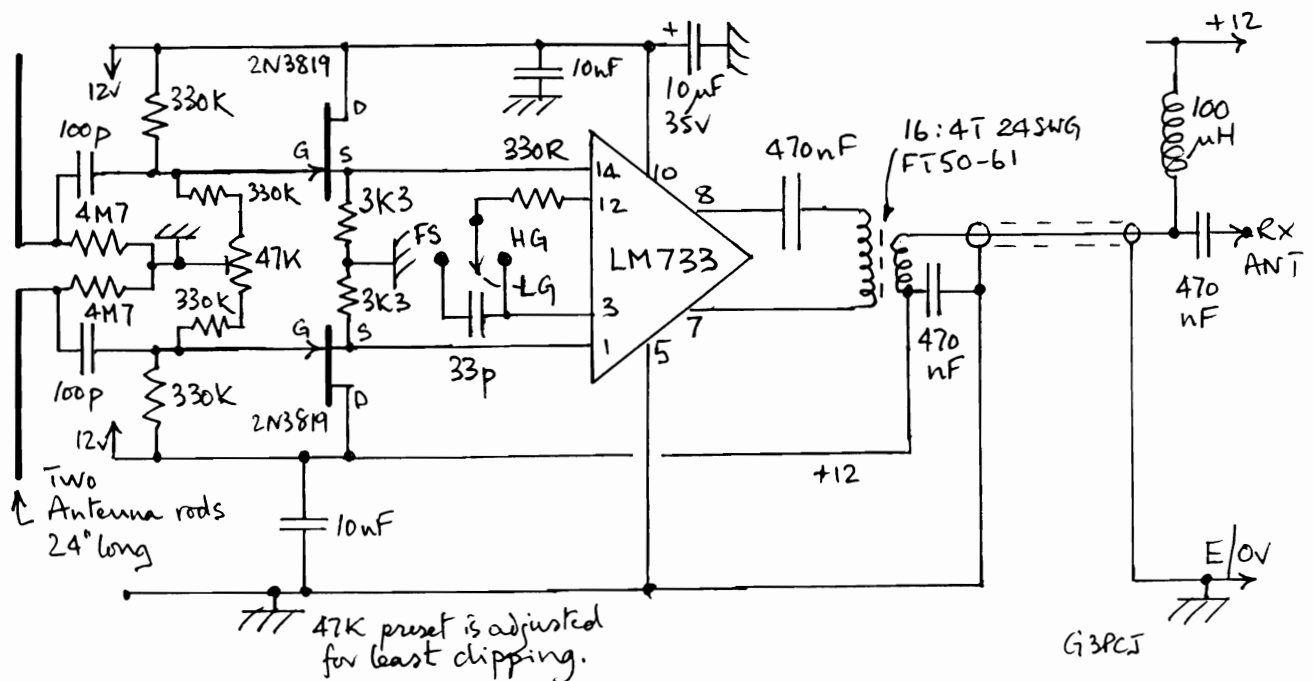 +12
2N3819
12v
10nF
10μF
35V
330K
D
100p
G
S
330R
14
10
16:4T 24SWG
FT50-61
470nF
100
μH
330K
4M7
3K3
12
8
47K
FS
HG
LM733
RX
ANT
LG
330K
3K3
3
4M7
7
470
nF
470
nF
G
S
1
5
100p
330K
33p
D
2N3819
12v
+12
Two
Antenna rods
24" long
10nF
E/0V
47K preset is adjusted
for least clipping.
G3PCJ